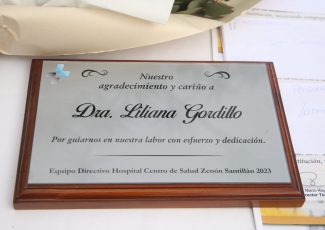 Nuestro
agradecimiento y cariño a
Dra. Liliana Gordillo
Por guiarnos en nuestra labor con esfuerzo y dedicación.
Equipo Directivo Hospital Centro de Salud Zenón Santillán 2023